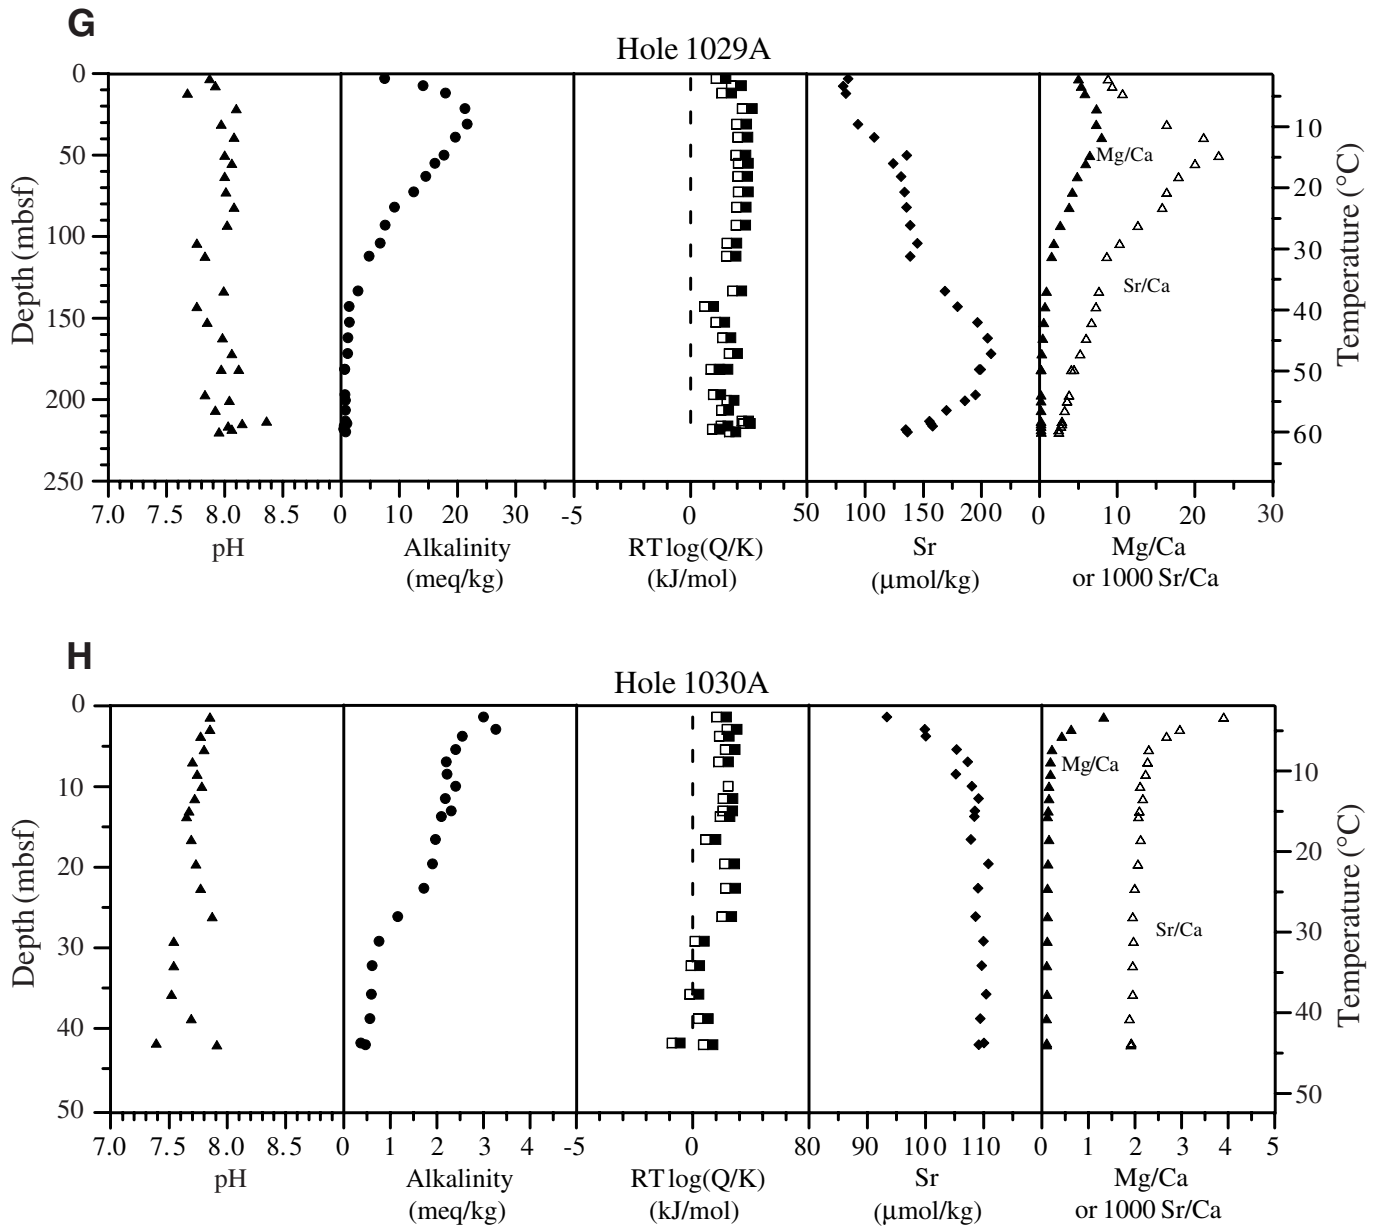 G
Hole 1029A
0
50
100
150
200
250
Depth (mbsf)
10
20
30
40
50
60
Temperature (°C)
Mg/Ca
Sr/Ca
7.0 7.5 8.0 8.5 0 10 20 30 -5 0 50 100 150 200 0 10 20 30
pH Alkalinity RT log(Q/K) Sr Mg/Ca
(meq/kg) (kJ/mol) (µmol/kg) or 1000 Sr/Ca
H
Hole 1030A
0
10
20
30
40
50
Depth (mbsf)
10
20
30
40
50
Temperature (°C)
Mg/Ca
Sr/Ca
7.0 7.5 8.0 8.5 0 1 2 3 4 -5 0 80 90 100 110 0 1 2 3 4 5
pH Alkalinity RT log(Q/K) Sr Mg/Ca
(meq/kg) (kJ/mol) (µmol/kg) or 1000 Sr/Ca